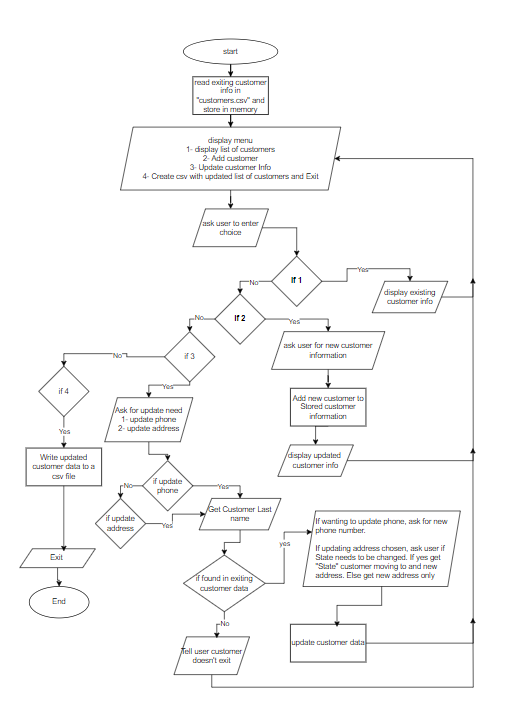 start
read exiting customer
info in
"customers.csv" and
store in memory
display menu
1- display list of customers
2- Add customer
3- Update customer Info
4- Create csv with updated list of customers and Exit
ask user to enter
choice
If 1
Yes
No
display existing
customer info
If 2
Yes
No
ask user for new customer
information
if 3
No
Yes
Add new customer to
Stored customer
information
if 4
Yes
Ask for update need
1- update phone
2- update address
display updated
customer info
Write updated
customer data to a
csv file
if update
phone
No
Yes
Get Customer Last
name
if update
address
Yes
If wanting to update phone, ask for new
phone number.
If updating address chosen, ask user if
State needs to be changed. If yes get
"State" customer moving to and new
address. Else get new address only
yes
Exit
if found in exiting
customer data
End
No
update customer data
Tell user customer
doesn't exit